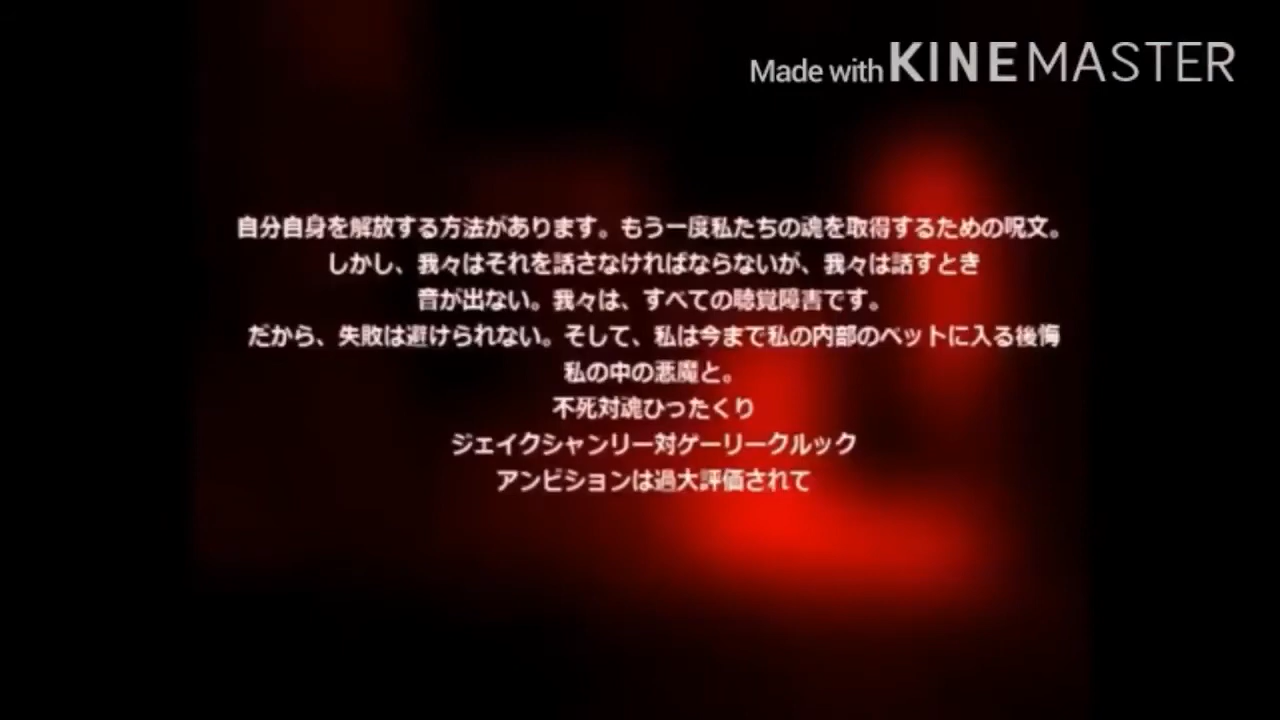 Made with KINEMASTER
自分自身を解放する方法があります。もう一度私たちの魂を取得するための呪文。
しかし、我々はそれを話さなければならないが、我々は話すとき
音が出ない。我々は、すべての聴覚障害です。
だから、失敗は避けられない。そして、私は今まで私の内部のペットに入る後悔
私の中の悪魔と。
不死対魂ひったくり
ジェイクシャンリー対ゲーリークルック
アンビションは過大評価されて